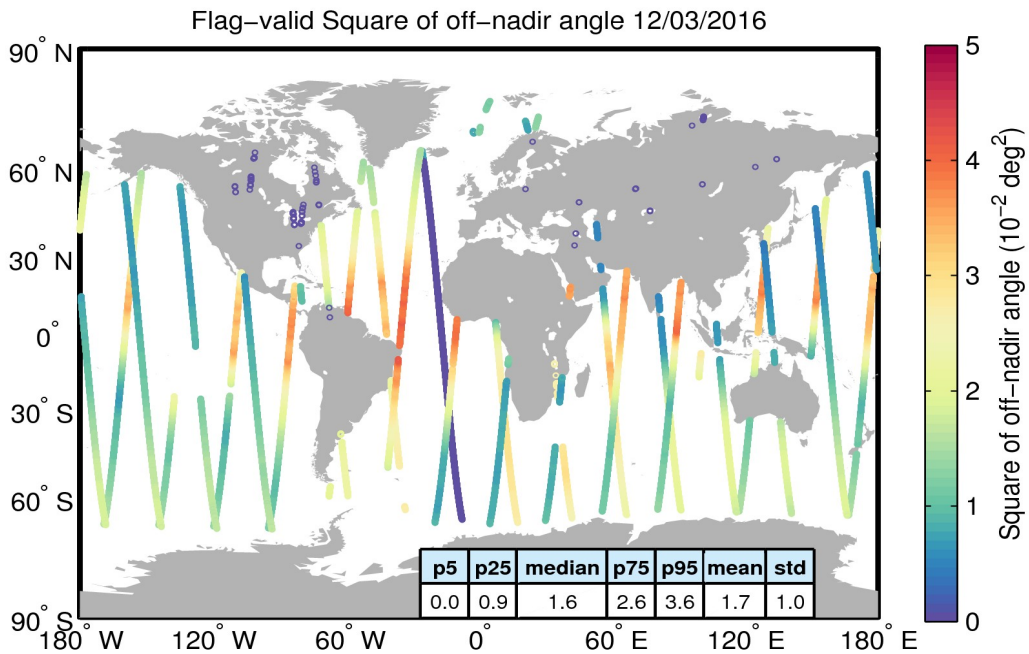 Flag−valid Square of off−nadir angle 12/03/2016
90° N
60° N
30° N
0°
30° S
60° S
90° S
180° W
120° W
60° W
0°
60° E
120° E
180° E
p5 p25 median p75 p95 mean std
0.0 0.9 1.6 2.6 3.6 1.7 1.0
5
4
3
2
1
0
Square of off−nadir angle (10⁻² deg²)